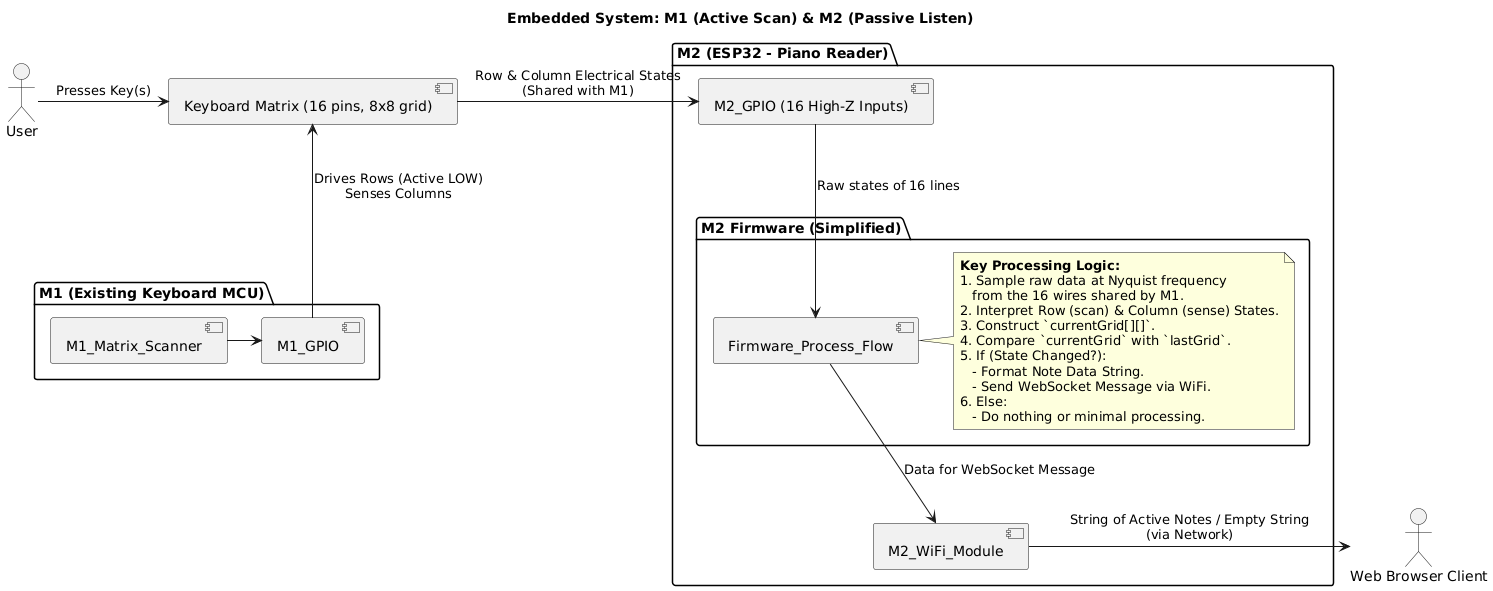 Embedded System: M1 (Active Scan) & M2 (Passive Listen)
M2 (ESP32 - Piano Reader)
User
Presses Key(s)
Keyboard Matrix (16 pins, 8x8 grid)
Row & Column Electrical States
(Shared with M1)
M2_GPIO (16 High-Z Inputs)
Drives Rows (Active LOW)
Senses Columns
Raw states of 16 lines
M1 (Existing Keyboard MCU)
M1_Matrix_Scanner
M1_GPIO
M2 Firmware (Simplified)
Firmware_Process_Flow
Key Processing Logic:
1. Sample raw data at Nyquist frequency
from the 16 wires shared by M1.
2. Interpret Row (scan) & Column (sense) States.
3. Construct `currentGrid[][]`.
4. Compare `currentGrid` with `lastGrid`.
5. If (State Changed?):
- Format Note Data String.
- Send WebSocket Message via WiFi.
6. Else:
- Do nothing or minimal processing.
Data for WebSocket Message
M2_WiFi_Module
String of Active Notes / Empty String
(via Network)
Web Browser Client